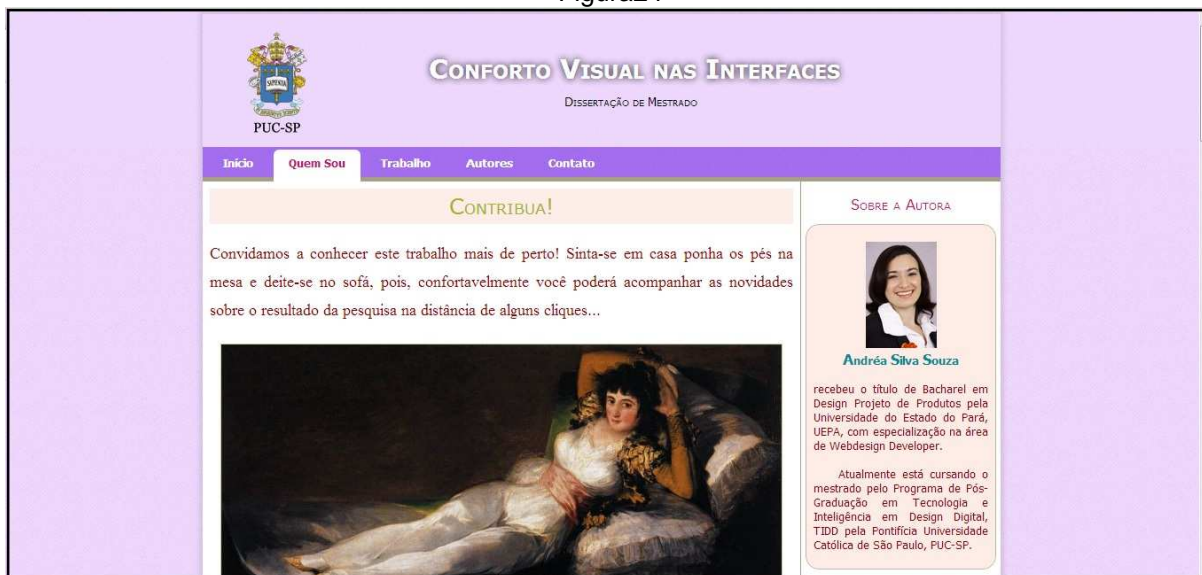 CONFORTO VISUAL NAS INTERFACES
DISSERTAÇÃO DE MESTRADO
SAPIENTIA
PUC-SP
Início Quem Sou Trabalho Autores Contato
CONTRIBUA!
Convidamos a conhecer este trabalho mais de perto! Sinta-se em casa ponha os pés na
mesa e deite-se no sofá, pois, confortavelmente você poderá acompanhar as novidades
sobre o resultado da pesquisa na distância de alguns cliques...
SOBRE A AUTORA
Andréa Silva Souza
recebeu o título de Bacharel em
Design Projeto de Produtos pela
Universidade do Estado do Pará,
UEPA, com especialização na área
de Webdesign Developer.
Atualmente está cursando o
mestrado pelo Programa de Pós-
Graduação em Tecnologia e
Inteligência em Design Digital,
TIDD pela Pontifícia Universidade
Católica de São Paulo, PUC-SP.